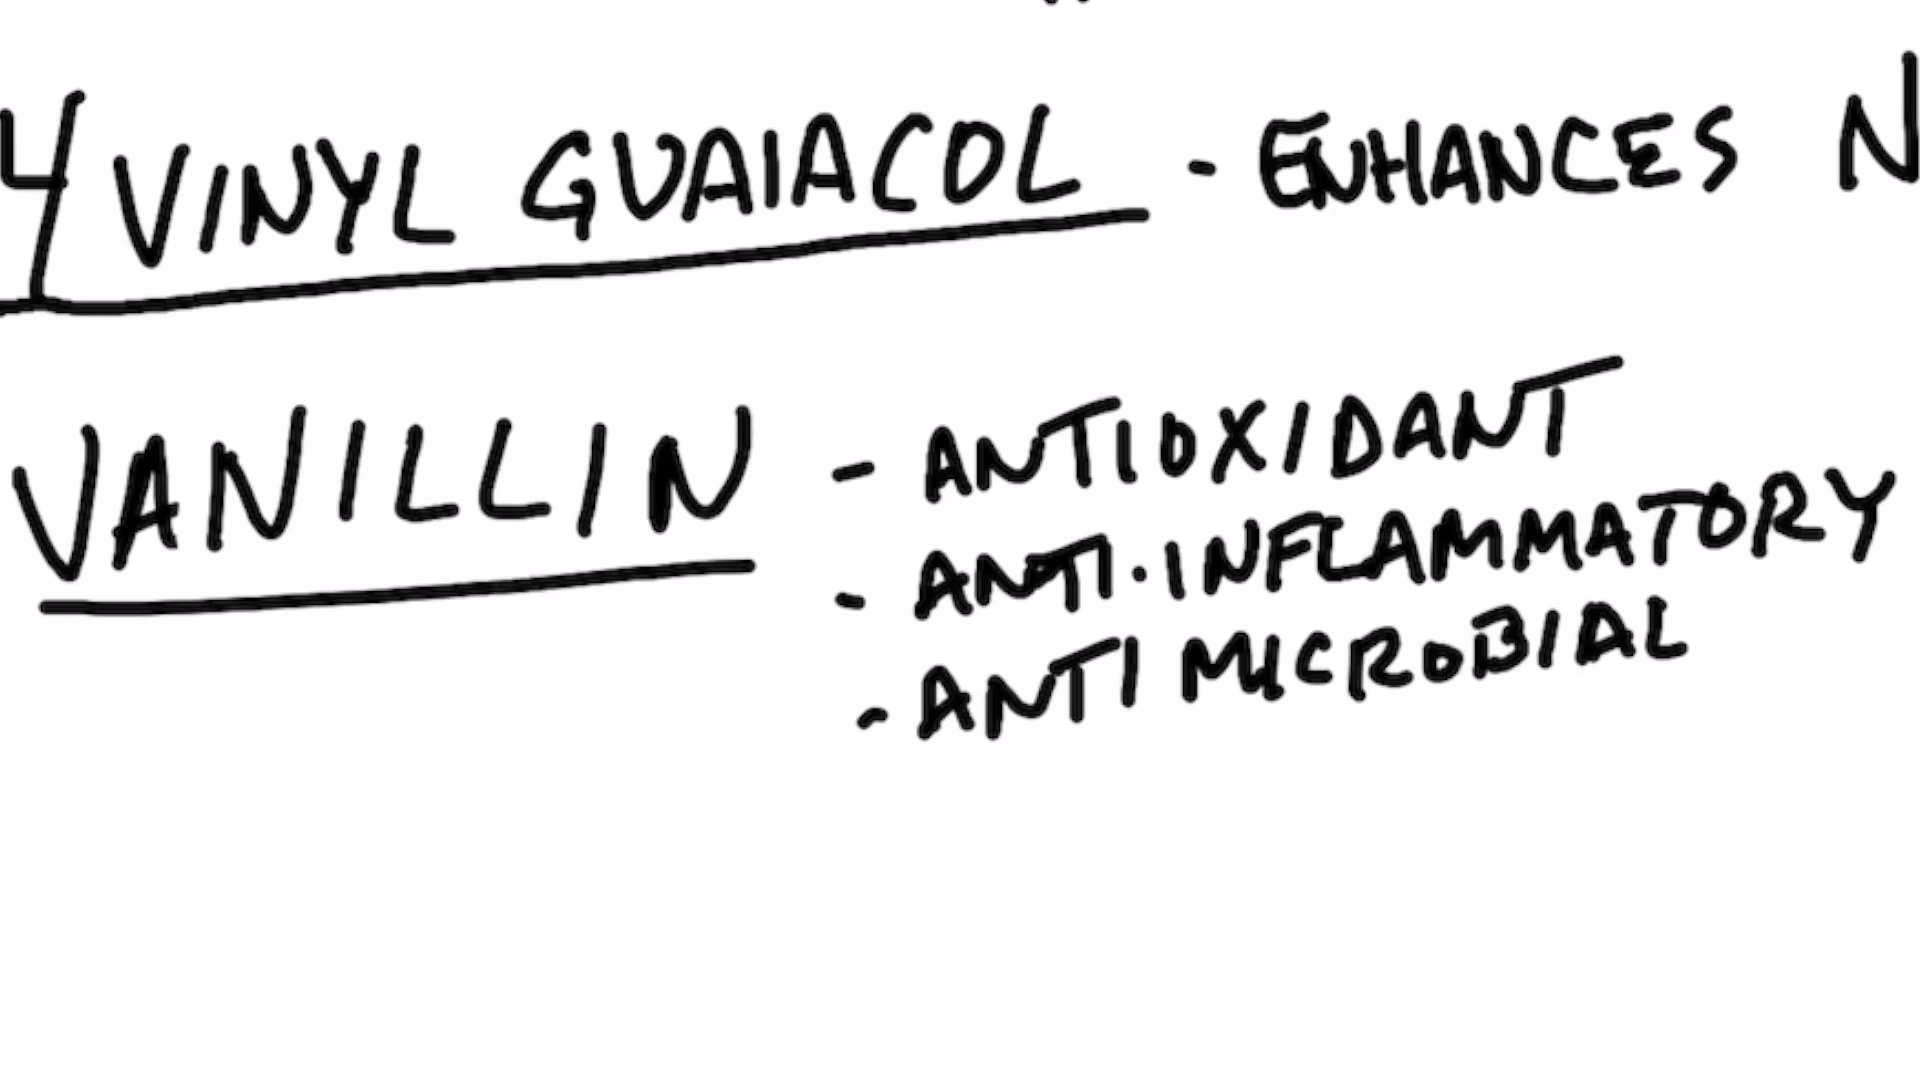 4 VINYL GUAIACOL - ENHANCES N
VANILLIN - ANTIOXIDANT
- ANTI-INFLAMMATORY
- ANTI MICROBIAL